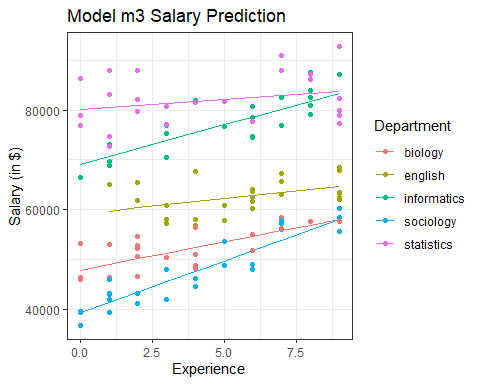 Model m3 Salary Prediction
Salary (in $)
80000
60000
40000
0.0
2.5
5.0
7.5
Experience
Department
biology
english
informatics
sociology
statistics